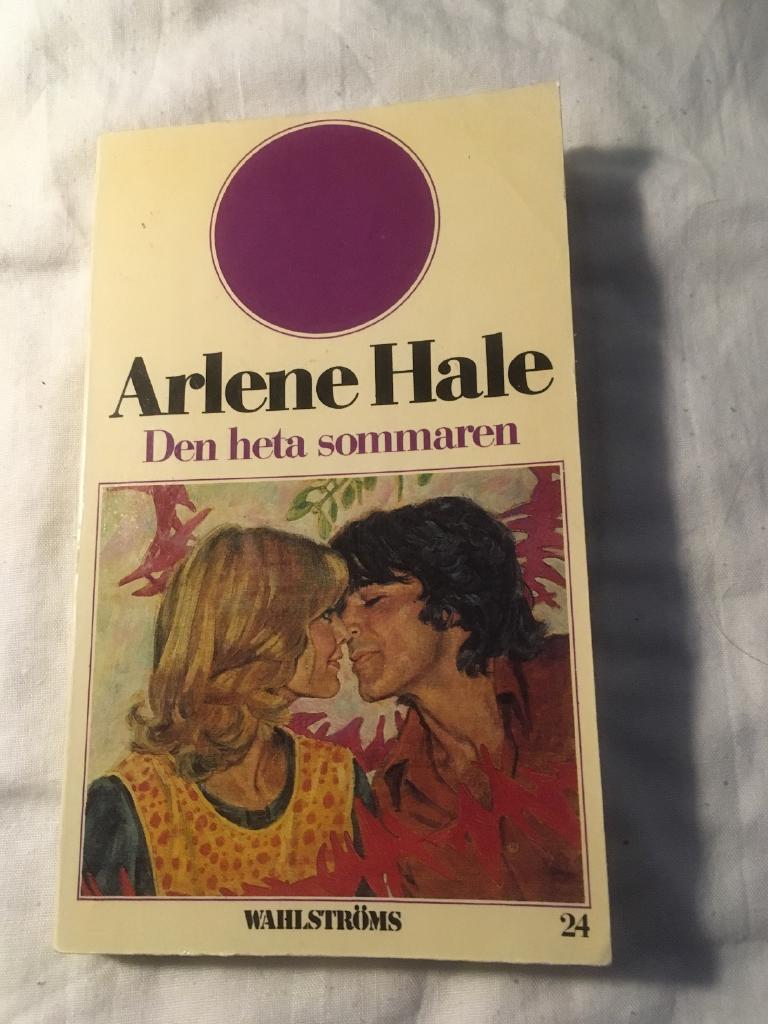 Arlene Hale
Den heta sommaren
WAHLSTRÖMS
24